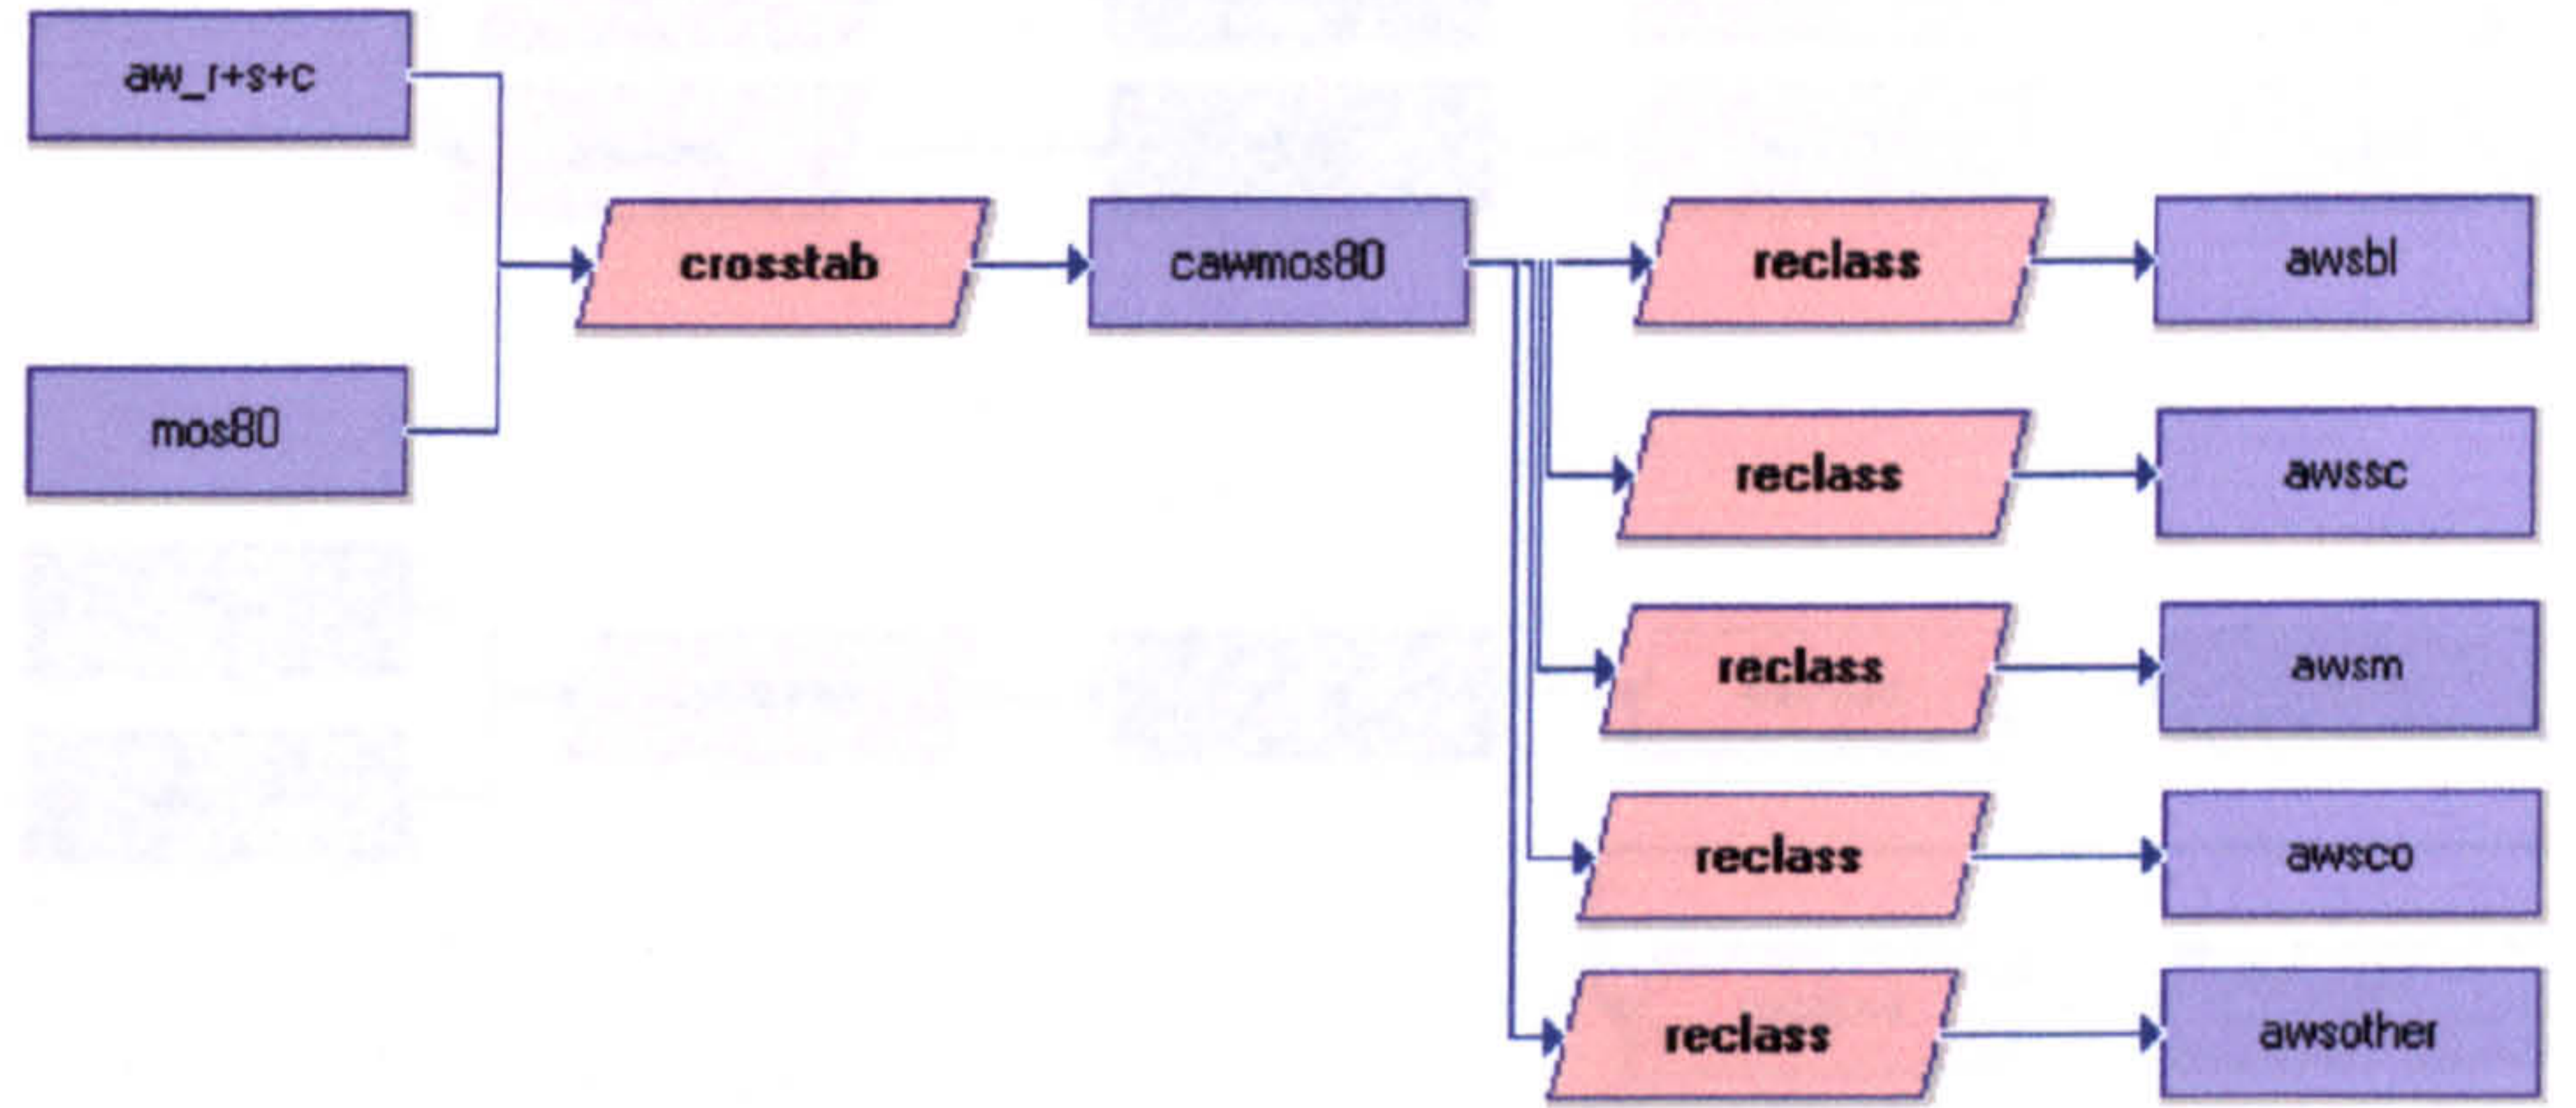 aw_r+s+c
mos80
crosstab
cawmos80
reclass
awsbl
reclass
awssc
reclass
awsm
reclass
awsco
reclass
awsother